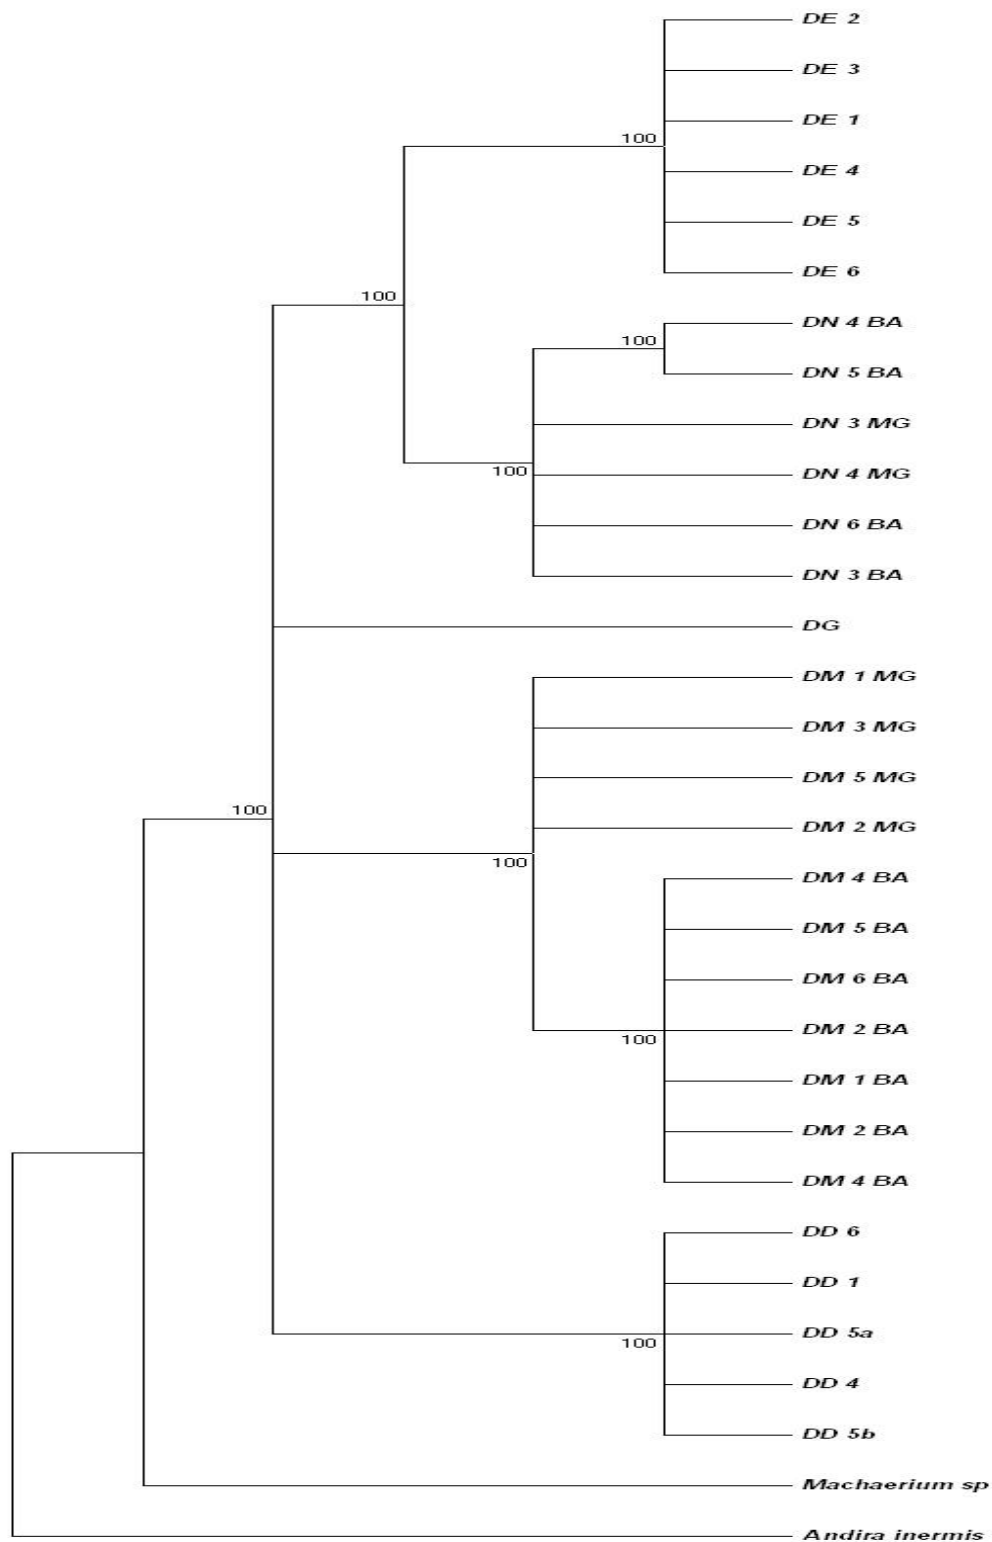 DE 2
DE 3
DE 1
100
DE 4
DE 5
DE 6
100
DN 4 BA
100
DN 5 BA
DN 3 MG
100
DN 4 MG
DN 6 BA
DN 3 BA
DG
DM 1 MG
DM 3 MG
DM 5 MG
100
DM 2 MG
100
DM 4 BA
DM 5 BA
DM 6 BA
DM 2 BA
100
DM 1 BA
DM 2 BA
DM 4 BA
DD 6
DD 1
DD 5a
100
DD 4
DD 5b
Machaerium sp
Andira inermis